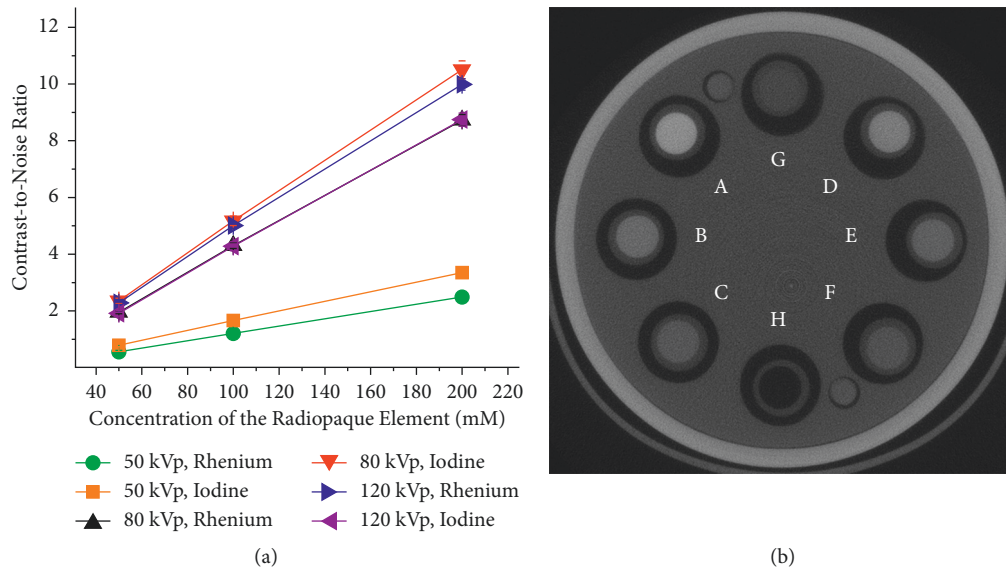 12
10
8
6
4
2
Contrast-to-Noise Ratio
40 60 80 100 120 140 160 180 200 220
Concentration of the Radiopaque Element (mM)
50 kVp, Rhenium
50 kVp, Iodine
80 kVp, Rhenium
80 kVp, Iodine
120 kVp, Rhenium
120 kVp, Iodine
(a)
G
A D
B E
C F
H
(b)